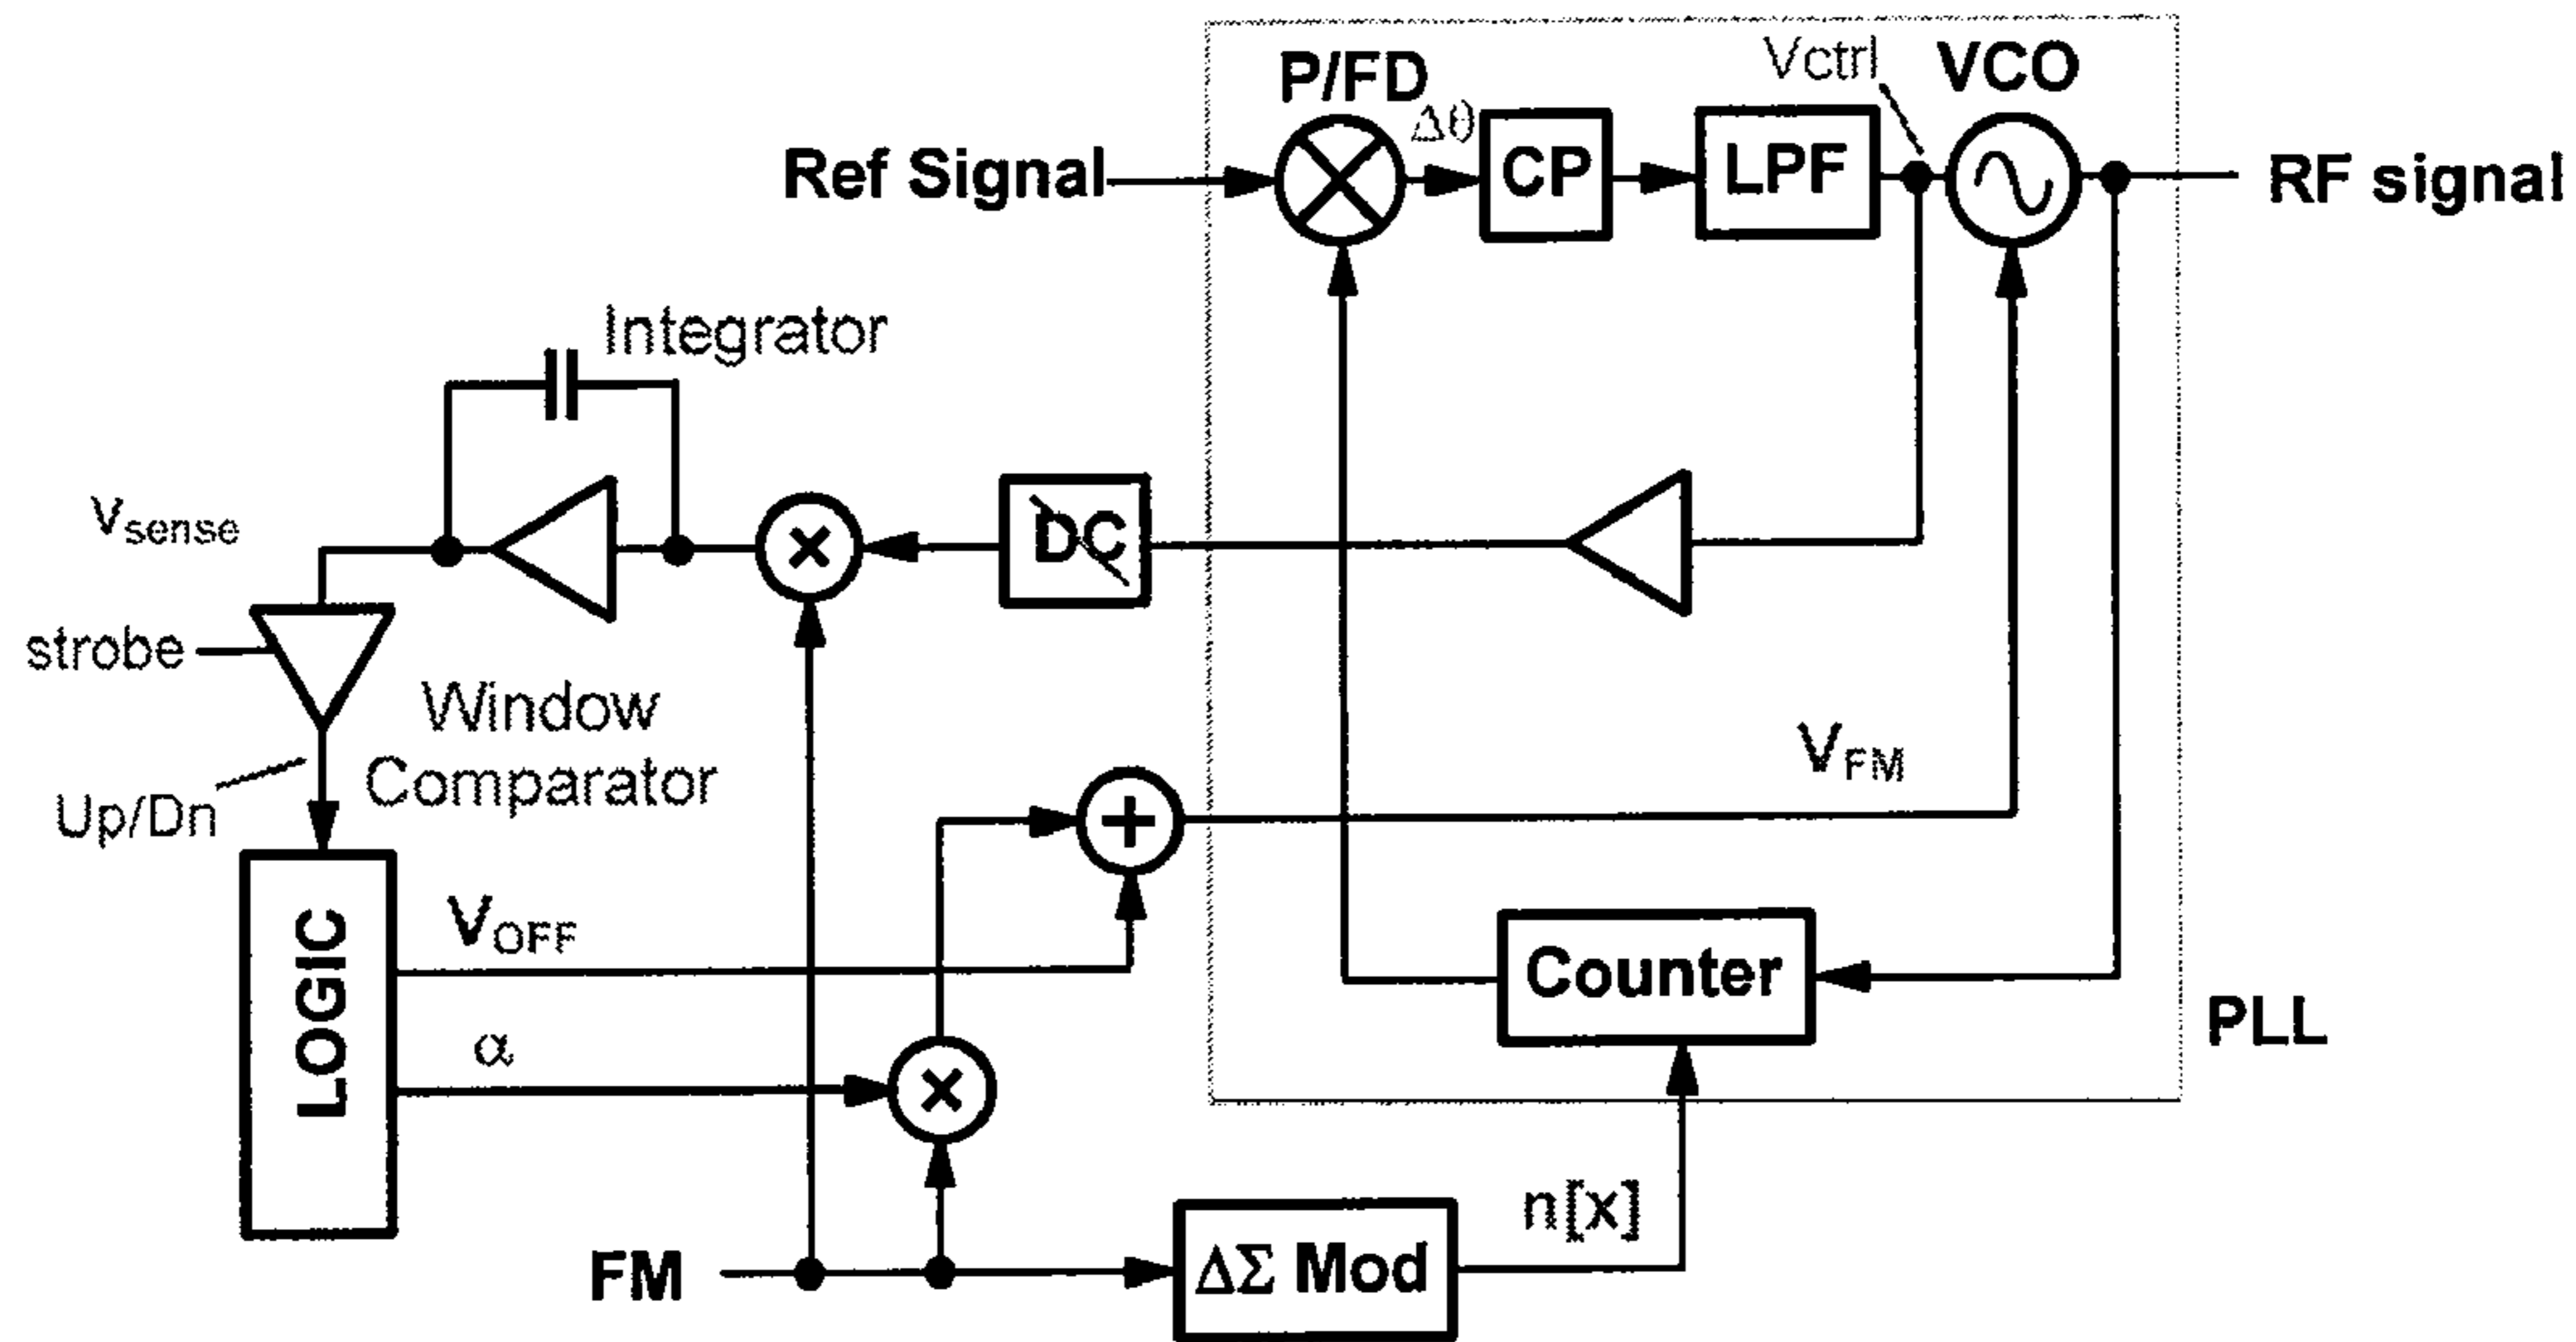 P/FD
Δθ
CP
LPF
Vctrl
VCO
Ref Signal
RF signal
Integrator
DC
Vsense
strobe
Window
Comparator
Up/Dn
VFM
+
LOGIC
VOFF
α
Counter
PLL
n[x]
FM
ΔΣ Mod